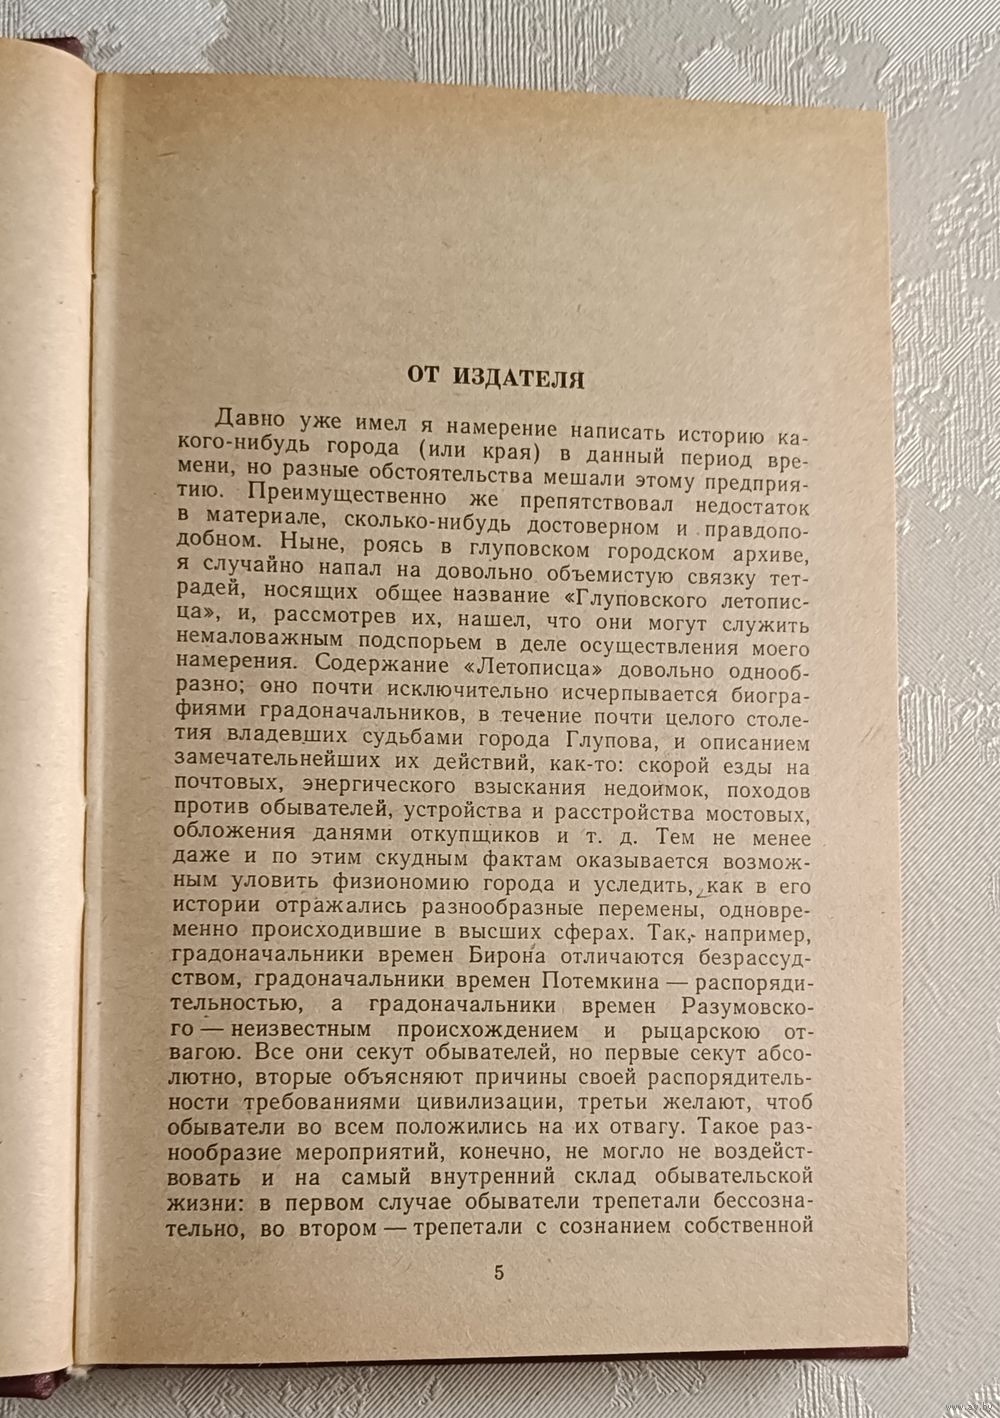 ОТ ИЗДАТЕЛЯ
Давно уже имел я намерение написать историю ка-
кого-нибудь города (или края) в данный период вре-
мени, но разные обстоятельства мешали этому предприя-
тию. Преимущественно же препятствовал недостаток
в материале, сколько-нибудь достоверном и правдопо-
добном. Ныне, роясь в глуповском городском архиве,
я случайно напал на довольно объемистую связку тет-
радей, носящих общее название «Глуповского летопис-
ца», и, рассмотрев их, нашел, что они могут служить
немаловажным подспорьем в деле осуществления моего
намерения. Содержание «Летописца» довольно однооб-
разно; оно почти исключительно исчерпывается биогра-
фиями градоначальников, в течение почти целого столе-
тия владевших судьбами города Глупова, и описанием
замечательнейших их действий, как-то: скорой езды на
почтовых, энергического взыскания недоимок, походов
против обывателей, устройства и расстройства мостовых,
обложения данями откупщиков и т. д. Тем не менее
даже и по этим скудным фактам оказывается возмож-
ным уловить физиономию города и уследить, как в его
истории отражались разнообразные перемены, одновре-
менно происходившие в высших сферах. Так, например,
градоначальники времен Бирона отличаются безрассуд-
ством, градоначальники времен Потемкина — распоряди-
тельностью, а градоначальники времен Разумовско-
го — неизвестным происхождением и рыцарскою от-
вагою. Все они секут обывателей, но первые секут абсо-
лютно, вторые объясняют причины своей распорядитель-
ности требованиями цивилизации, третьи желают, чтоб
обыватели во всем положились на их отвагу. Такое раз-
нообразие мероприятий, конечно, не могло не воздейст-
вовать и на самый внутренний склад обывательской
жизни: в первом случае обыватели трепетали бессозна-
тельно, во втором — трепетали с сознанием собственной
5
www.ay.by